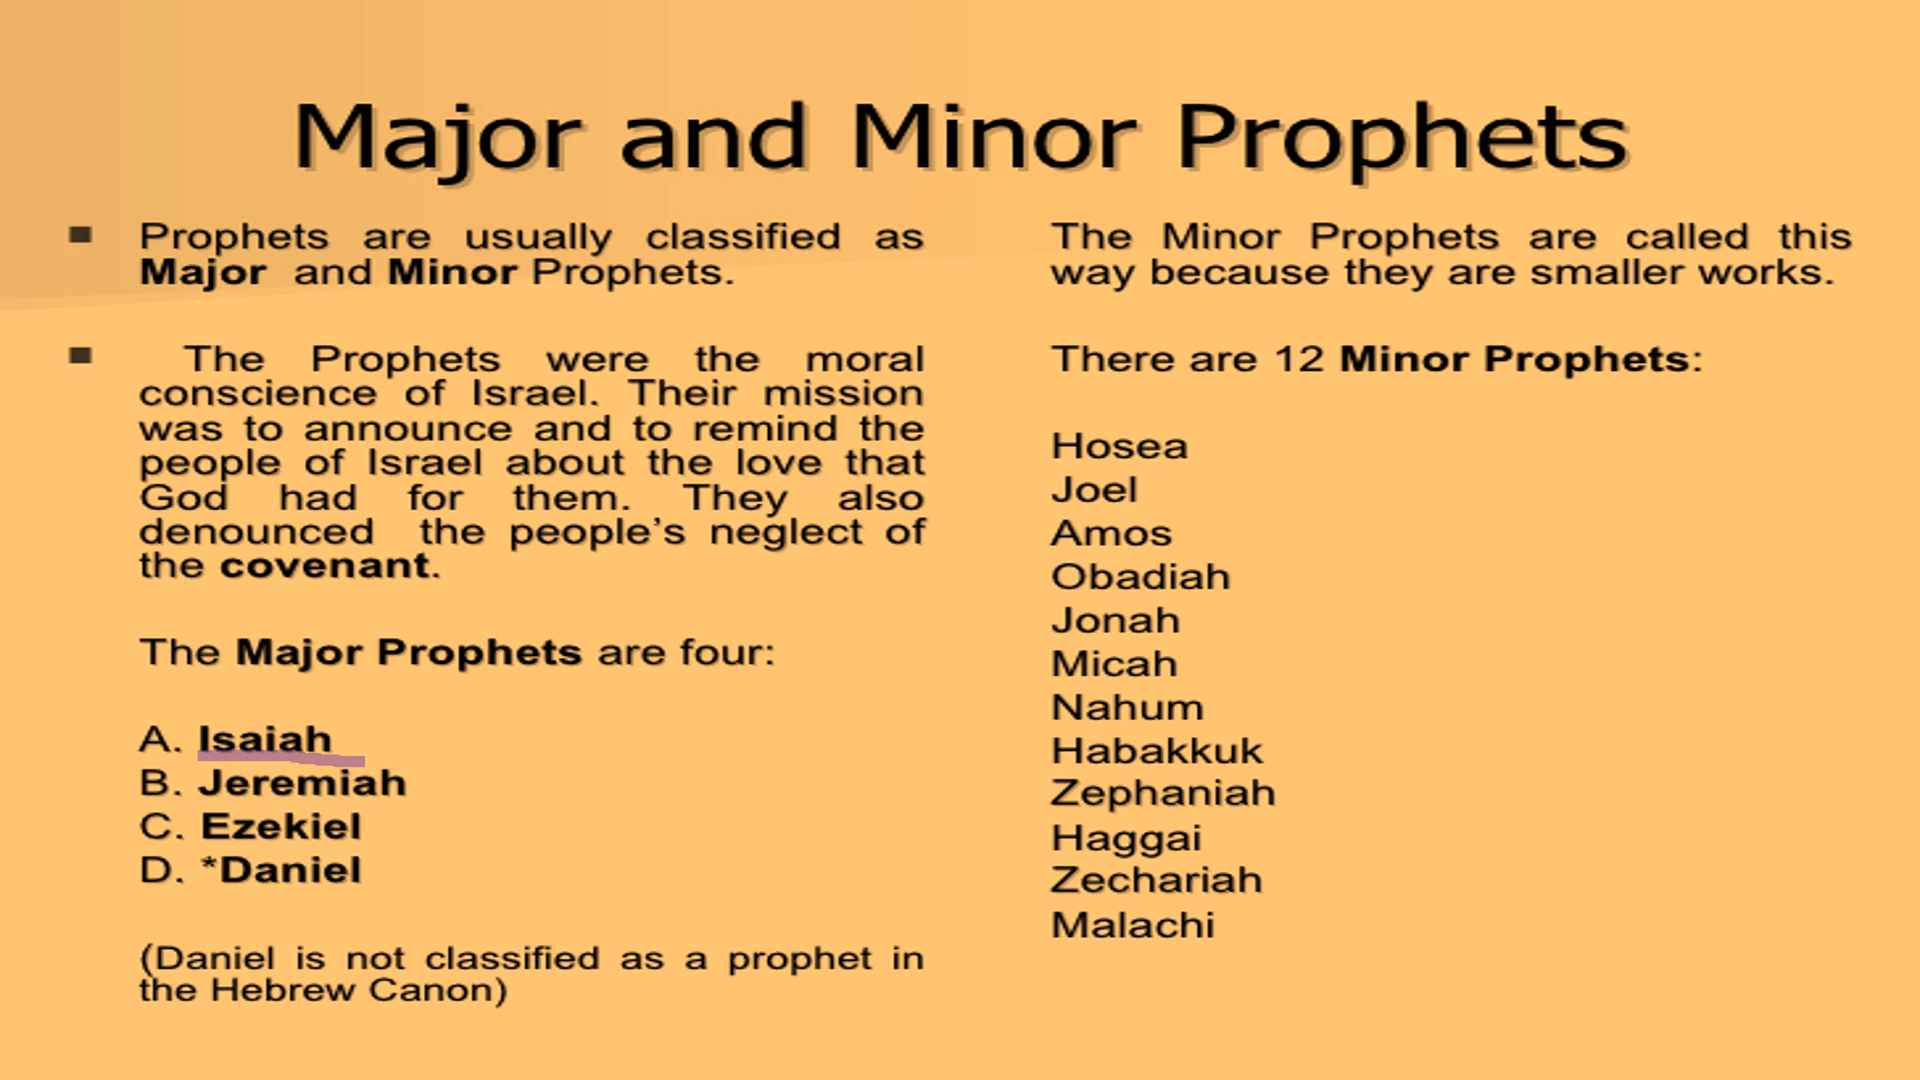 Major and Minor Prophets
Prophets are usually classified as
Major and Minor Prophets.
The Prophets were the moral
conscience of Israel. Their mission
was to announce and to remind the
people of Israel about the love that
God had for them. They also
denounced the people's neglect of
the covenant.
The Major Prophets are four:
A. Isaiah
B. Jeremiah
C. Ezekiel
D. *Daniel
(Daniel is not classified as a prophet in
the Hebrew Canon)
The Minor Prophets are called this
way because they are smaller works.
There are 12 Minor Prophets:
Hosea
Joel
Amos
Obadiah
Jonah
Micah
Nahum
Habakkuk
Zephaniah
Haggai
Zechariah
Malachi